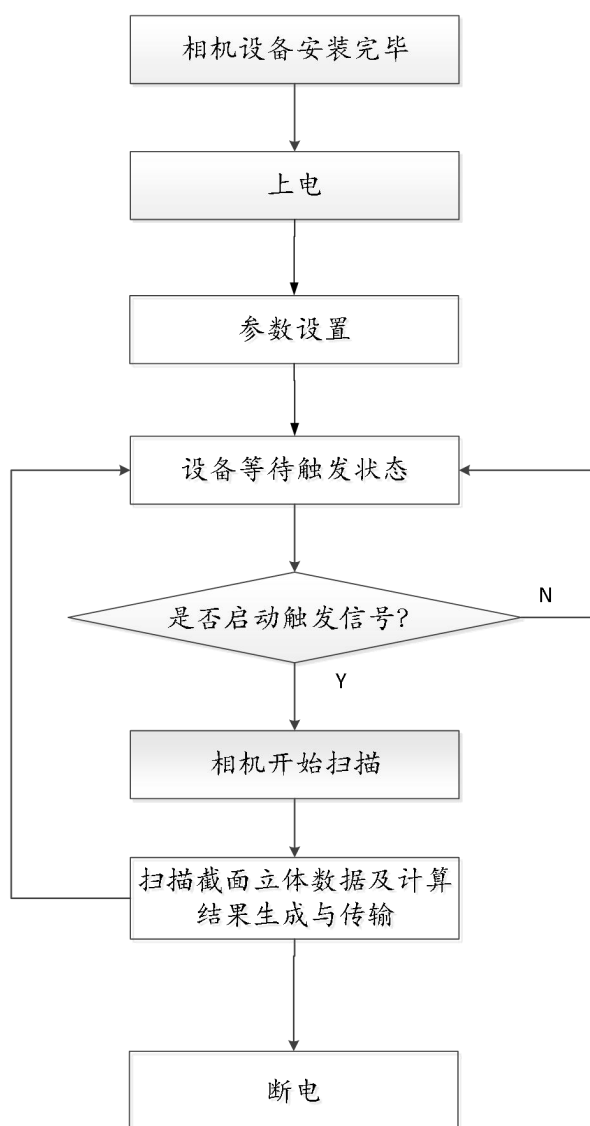 相机设备安装完毕
上电
参数设置
设备等待触发状态
是否启动触发信号?
N
Y
相机开始扫描
扫描截面立体数据及计算
结果生成与传输
断电